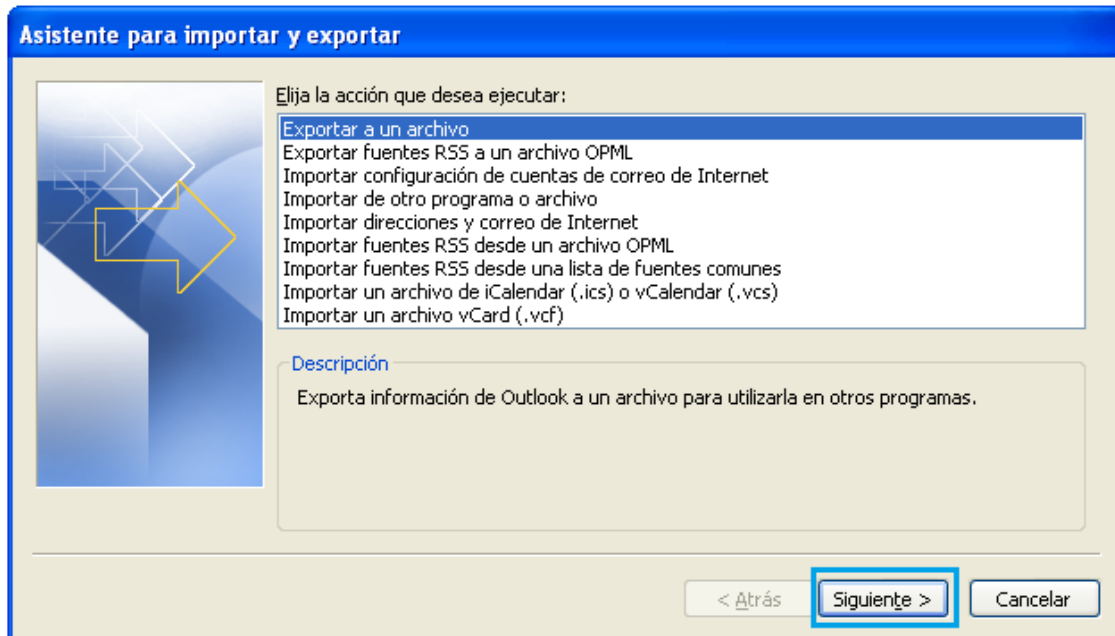 Asistente para importar y exportar
Elija la acción que desea ejecutar:
Exportar a un archivo
Exportar fuentes RSS a un archivo OPML
Importar configuración de cuentas de correo de Internet
Importar de otro programa o archivo
Importar direcciones y correo de Internet
Importar fuentes RSS desde un archivo OPML
Importar fuentes RSS desde una lista de fuentes comunes
Importar un archivo de iCalendar (.ics) o vCalendar (.vcs)
Importar un archivo vCard (.vcf)
Descripción
Exporta información de Outlook a un archivo para utilizarla en otros programas.
< Atrás Siguiente > Cancelar